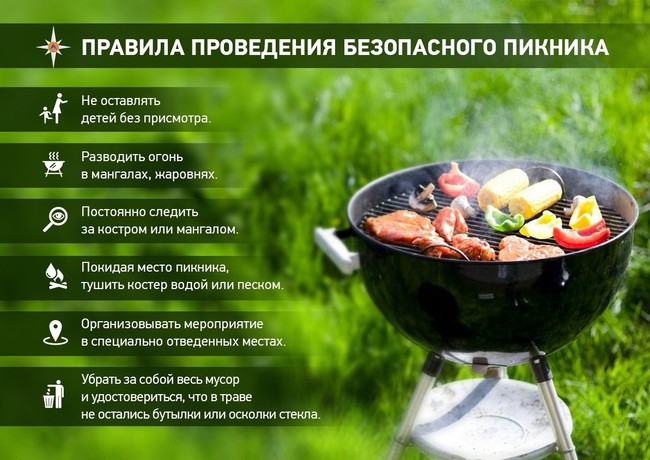 ПРАВИЛА ПРОВЕДЕНИЯ БЕЗОПАСНОГО ПИКНИКА
Не оставлять
детей без присмотра.
Разводить огонь
в мангалах, жаровнях.
Постоянно следить
за костром или мангалом.
Покидая место пикника,
тушить костер водой или песком.
Организовывать мероприятие
в специально отведенных местах.
Убрать за собой весь мусор
и удостовериться, что в траве
не остались бутылки или осколки стекла.